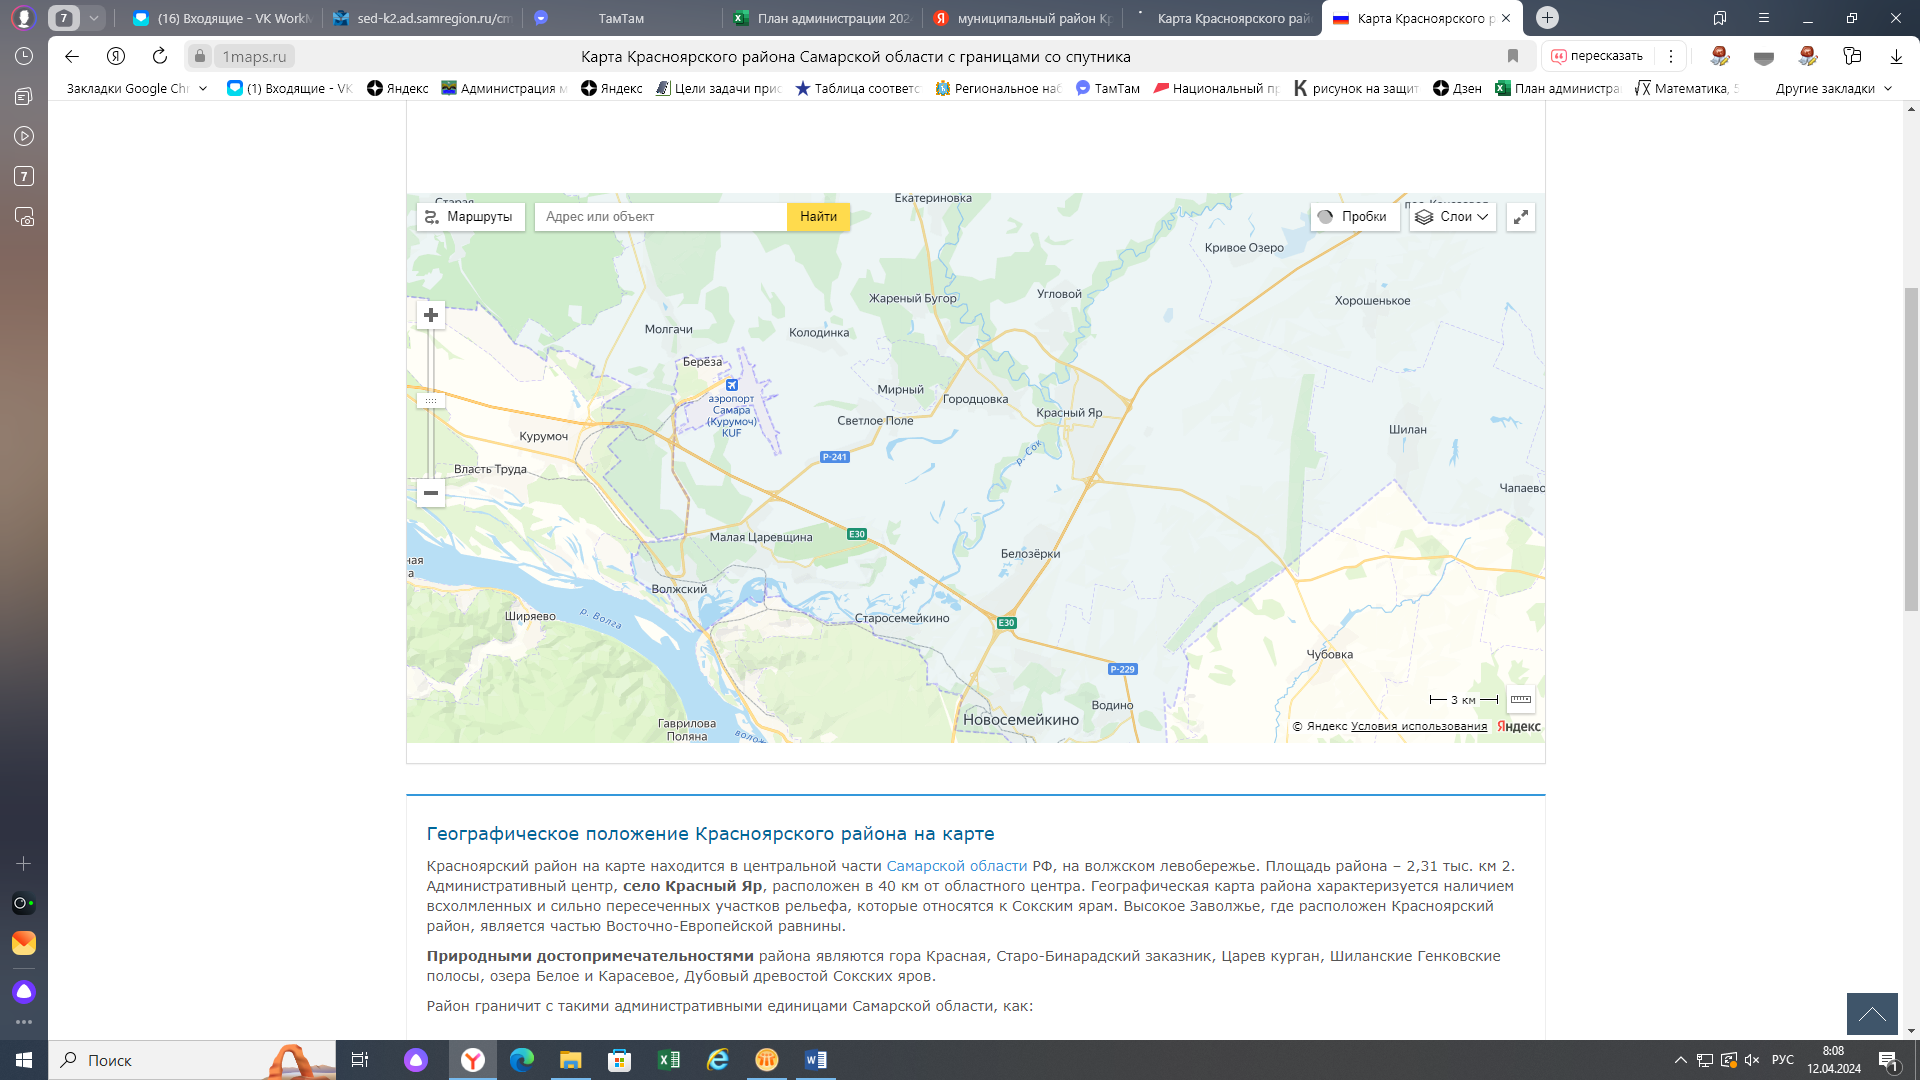 7
(16) Входящие - VK WorkM
sed-k2.ad.samregion.ru/cm
ТамТам
План администрации 202
муниципальный район Кр
Карта Красноярского рай
Карта Красноярского р
1maps.ru
Карта Красноярского района Самарской области с границами со спутника
пересказать
Закладки Google Ch
(1) Входящие - VK
Яндекс
Администрация м
Яндекс
Цели задачи при
Таблица соответс
Региональное наб
ТамТам
Национальный пр
рисунок на защит
Дзен
План администра
Математика, 5
Другие закладки
7
Старая
Маршруты
Адрес или объект
Найти
Екатериновка
Пробки
Слои
Кривое Озеро
Жареный Бугор
Угловой
Хорошенькое
Молгачи
Колодинка
Берёза
аэропорт
Самара
(Курумоч)
KUF
Мирный
Городцовка
Светлое Поле
Красный Яр
Курумоч
Шилан
Р-241
р. Сок
Власть Труда
Чапаево
Малая Царевщина
E30
Белозёрки
ная
а
Волжский
Ширяево
р. Волга
Старосемейкино
E30
Чубовка
Р-229
3 км
Водино
Новосемейкино
Гаврилова
Поляна
волож
© Яндекс Условия использования Яндекс
Географическое положение Красноярского района на карте
Красноярский район на карте находится в центральной части Самарской области РФ, на волжском левобережье. Площадь района – 2,31 тыс. км 2.
Административный центр, село Красный Яр, расположен в 40 км от областного центра. Географическая карта района характеризуется наличием
всхолмленных и сильно пересеченных участков рельефа, которые относятся к Сокским ярам. Высокое Заволжье, где расположен Красноярский
район, является частью Восточно-Европейской равнины.
Природными достопримечательностями района являются гора Красная, Старо-Бинарадский заказник, Царев курган, Шиланские Генковские
полосы, озера Белое и Карасевое, Дубовый древостой Сокских яров.
Район граничит с такими административными единицами Самарской области, как:
Поиск
РУС
8:08
12.04.2024
1